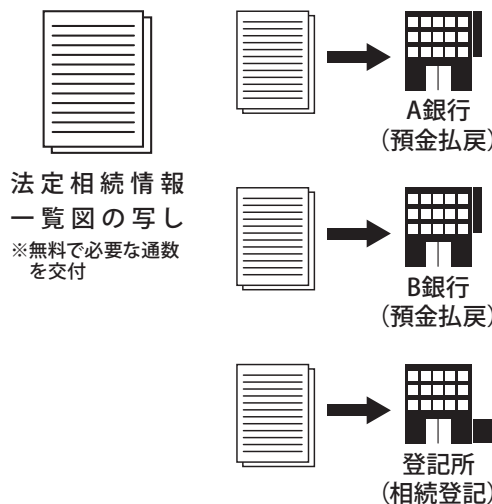 法定相続情報
一覧図の写し
※無料で必要な通数
を交付
A銀行
(預金払戻)
B銀行
(預金払戻)
登記所
(相続登記)